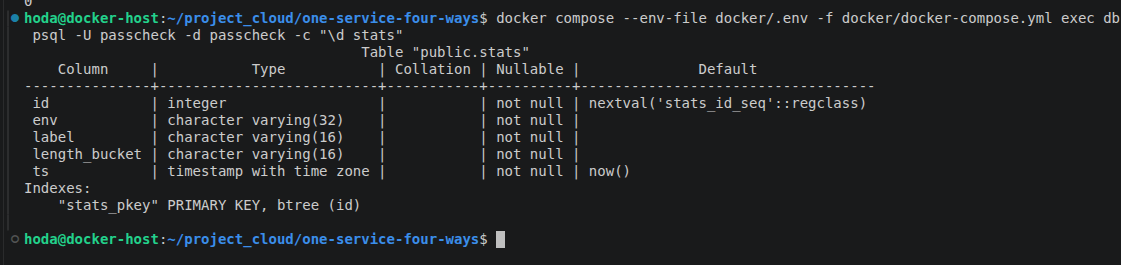 0
hoda@docker-host:~/project_cloud/one-service-four-ways$ docker compose --env-file docker/.env -f docker/docker-compose.yml exec db
psql -U passcheck -d passcheck -c "\d stats"
Table "public.stats"
Column | Type | Collation | Nullable | Default
---------------+--------------------------+-----------+----------+-----------------------------------
id | integer | | not null | nextval('stats_id_seq'::regclass)
env | character varying(32) | | not null |
label | character varying(16) | | not null |
length_bucket | character varying(16) | | not null |
ts | timestamp with time zone | | not null | now()
Indexes:
"stats_pkey" PRIMARY KEY, btree (id)
hoda@docker-host:~/project_cloud/one-service-four-ways$